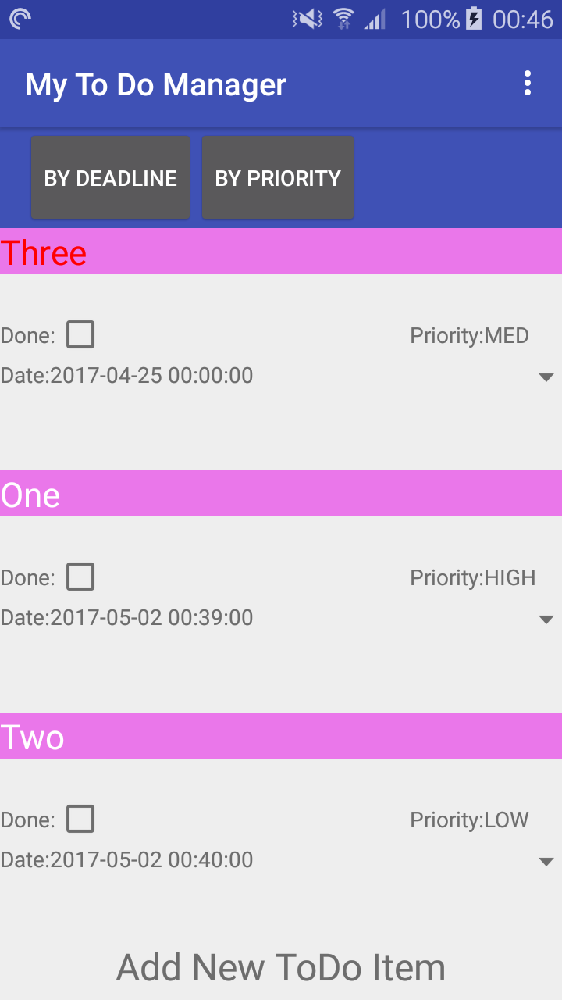 100% 00:46
My To Do Manager
BY DEADLINE BY PRIORITY
Three
Done: Priority:MED
Date:2017-04-25 00:00:00
One
Done: Priority:HIGH
Date:2017-05-02 00:39:00
Two
Done: Priority:LOW
Date:2017-05-02 00:40:00
Add New ToDo Item